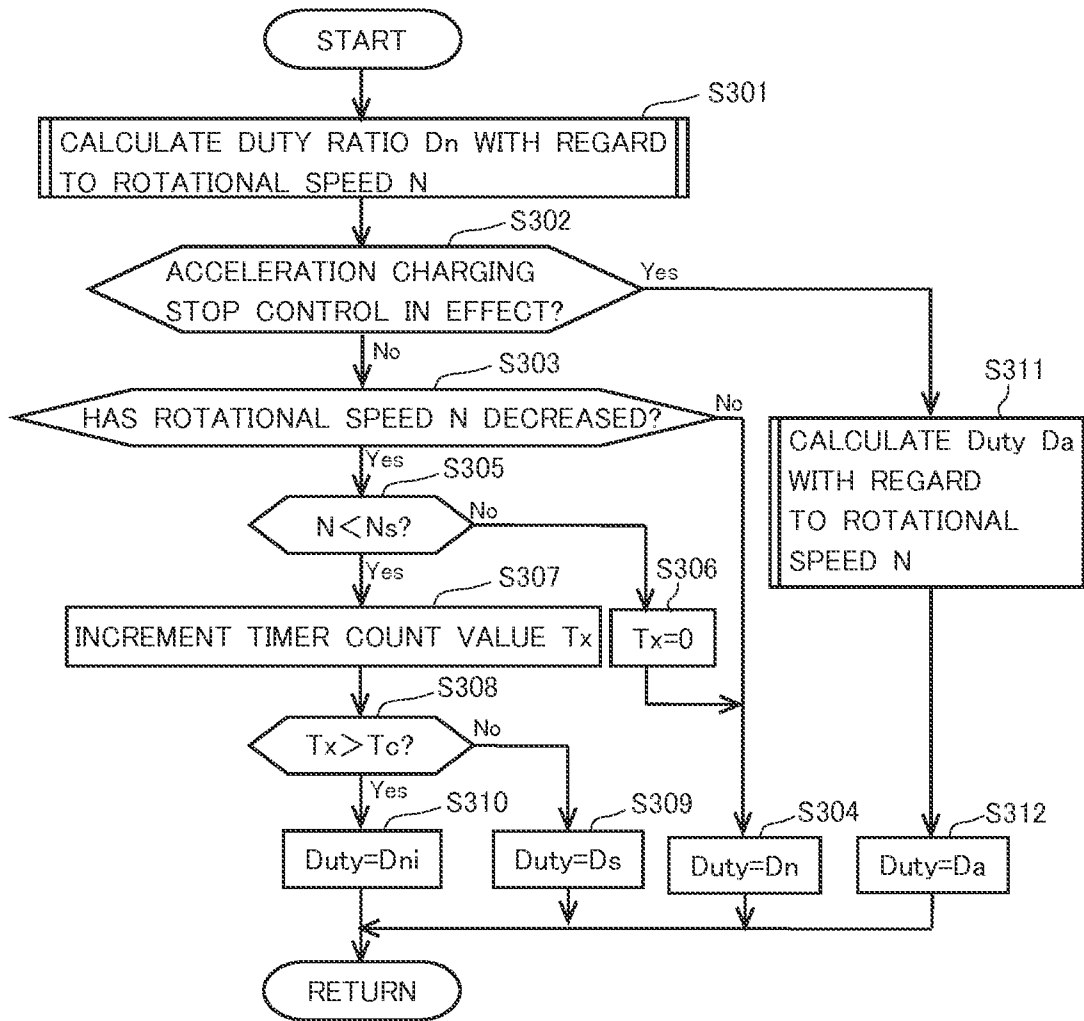 START
S301
CALCULATE DUTY RATIO Dn WITH REGARD
TO ROTATIONAL SPEED N
S302
ACCELERATION CHARGING
STOP CONTROL IN EFFECT?
Yes
No
S303
HAS ROTATIONAL SPEED N DECREASED?
No
S311
CALCULATE Duty Da
WITH REGARD
TO ROTATIONAL
SPEED N
Yes
S305
N<Ns?
No
Yes
S307
INCREMENT TIMER COUNT VALUE Tx
S306
Tx=0
S308
Tx>Tc?
No
Yes
S310
Duty=Dni
S309
Duty=Ds
S304
Duty=Dn
S312
Duty=Da
RETURN